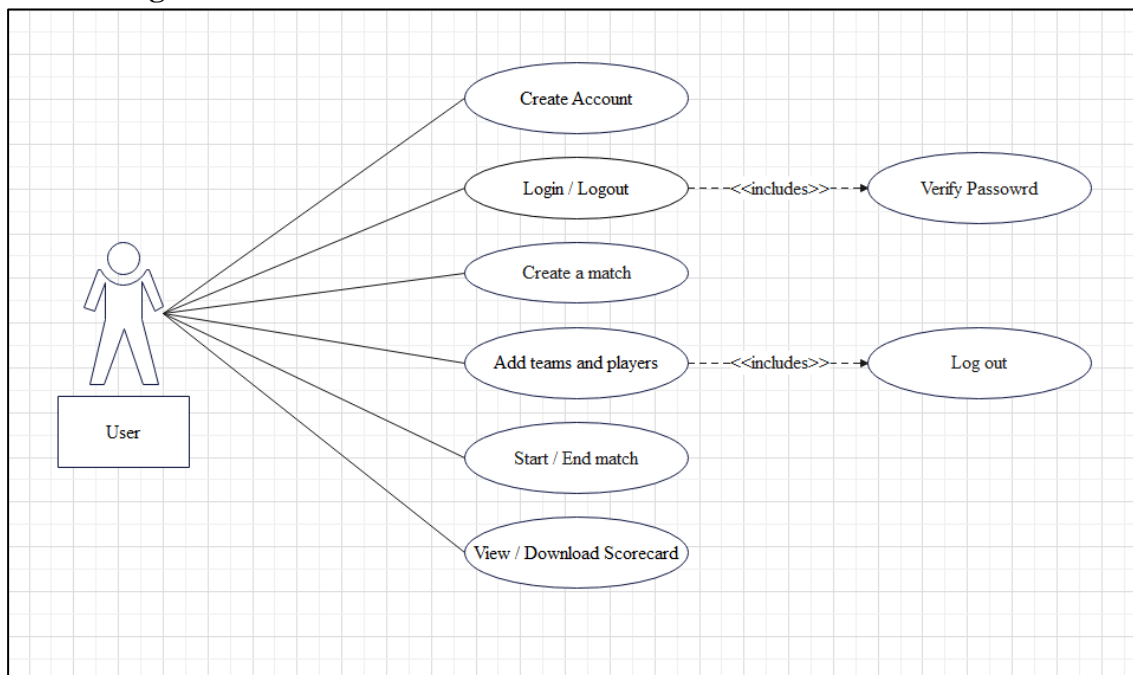 Create Account
Login / Logout
<<includes>>
Verify Passowrd
Create a match
Add teams and players
<<includes>>
Log out
User
Start / End match
View / Download Scorecard